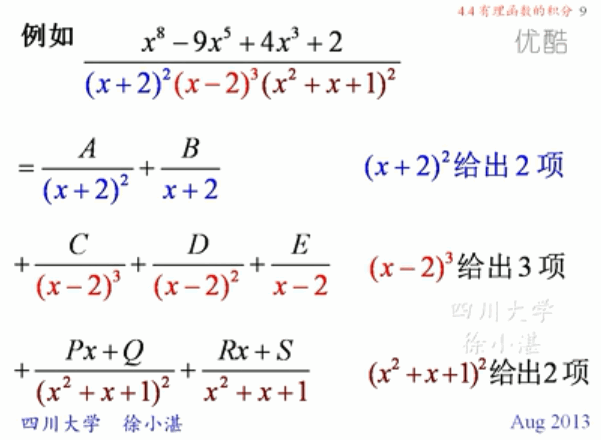 4.4 有理函数的积分 9
优酷
例如 \frac{x^8 - 9x^5 + 4x^3 + 2}{(x+2)^2(x-2)^3(x^2+x+1)^2}
= \frac{A}{(x+2)^2} + \frac{B}{x+2} (x+2)^2给出2项
+ \frac{C}{(x-2)^3} + \frac{D}{(x-2)^2} + \frac{E}{x-2} (x-2)^3给出3项
四川大学
徐小湛
+ \frac{Px+Q}{(x^2+x+1)^2} + \frac{Rx+S}{x^2+x+1} (x^2+x+1)^2给出2项
四川大学 徐小湛 Aug 2013